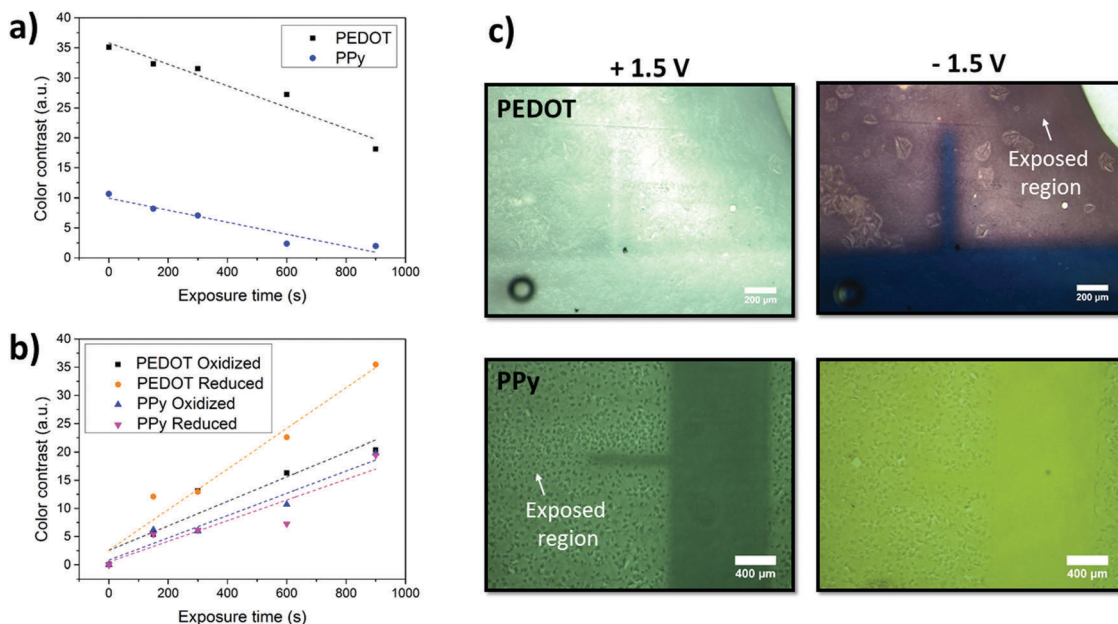 a)
40
35
30
25
20
15
10
5
0
Color contrast (a.u.)
PEDOT
PPy
0 200 400 600 800 1000
Exposure time (s)
b)
40
35
30
25
20
15
10
5
0
Color contrast (a.u.)
PEDOT Oxidized
PEDOT Reduced
PPy Oxidized
PPy Reduced
0 200 400 600 800 1000
Exposure time (s)
c)
+ 1.5 V
- 1.5 V
PEDOT
200 µm
Exposed
region
200 µm
PPy
Exposed
region
400 µm
400 µm